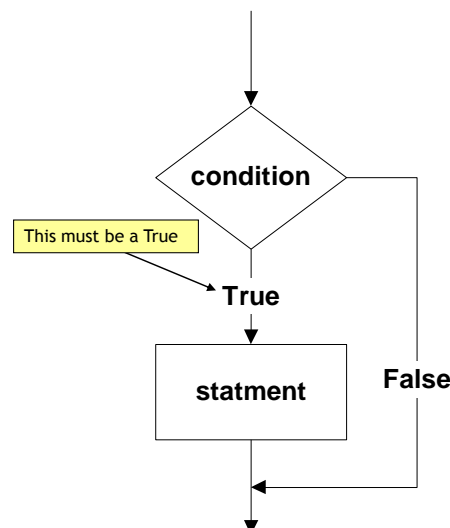 condition
This must be a True
True
statment
False